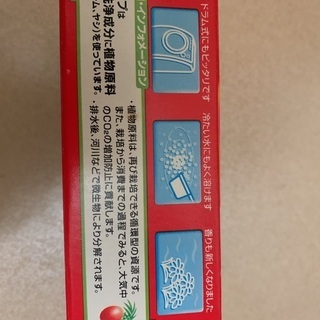 ドラム式にもピッタリです
冷たい水にもよく溶けます
香りも新しくなりました
・インフォメーション
プは
洗浄成分に植物原料
ム、ヤシ)を使っています。
・植物原料は、再び栽培できる循環型の資源です。
また、栽培から消費までの過程でみると、大気中
のCO₂の増加防止に貢献します。
・排水後、河川などで微生物により分解されます。